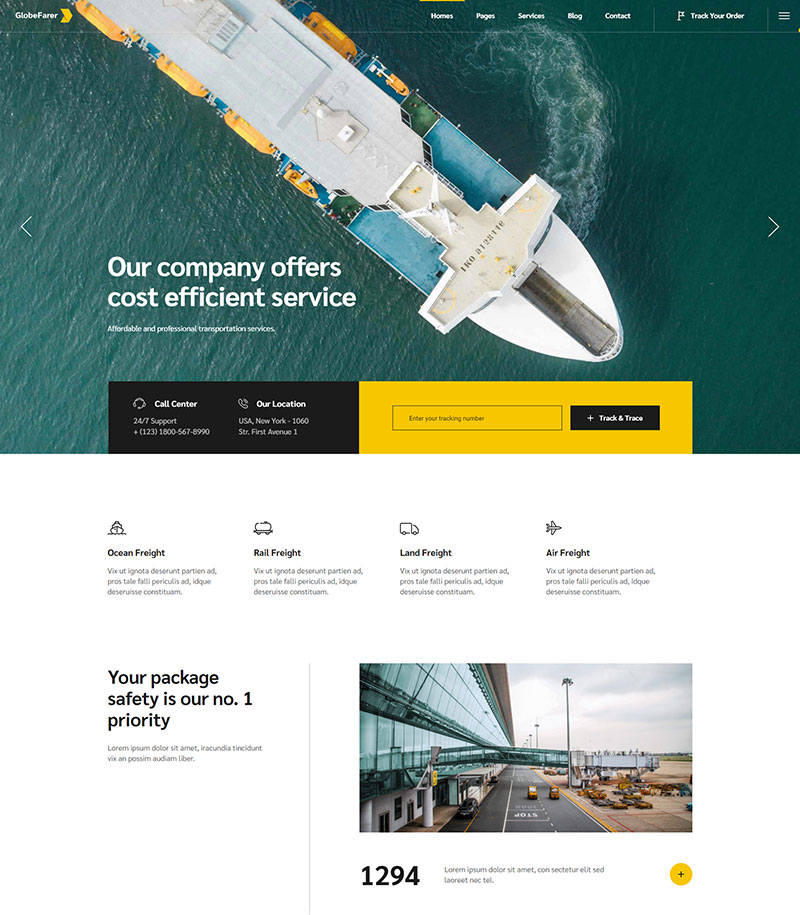 GlobeFarer
Homes Pages Services Blog Contact Track Your Order
IKO 9128116
Our company offers
cost efficient service
Affordable and professional transportation services.
Call Center
24/7 Support
+ (123) 1800-567-8990
Our Location
USA, New York - 1060
Str. First Avenue 1
Enter your tracking number
+ Track & Trace
Ocean Freight
Vix ut ignota deserunt partien ad,
pros tale falli periculis ad, idque
deseruisse constituam.
Rail Freight
Vix ut ignota deserunt partien ad,
pros tale falli periculis ad, idque
deseruisse constituam.
Land Freight
Vix ut ignota deserunt partien ad,
pros tale falli periculis ad, idque
deseruisse constituam.
Air Freight
Vix ut ignota deserunt partien ad,
pros tale falli periculis ad, idque
deseruisse constituam.
Your package
safety is our no. 1
priority
Lorem ipsum dolor sit amet, iracundia tincidunt
vix an possim audiam liber.
STOP
1294
Lorem ipsum dolor sit amet, con sectetur elit sed
laoreet nec tel.
+